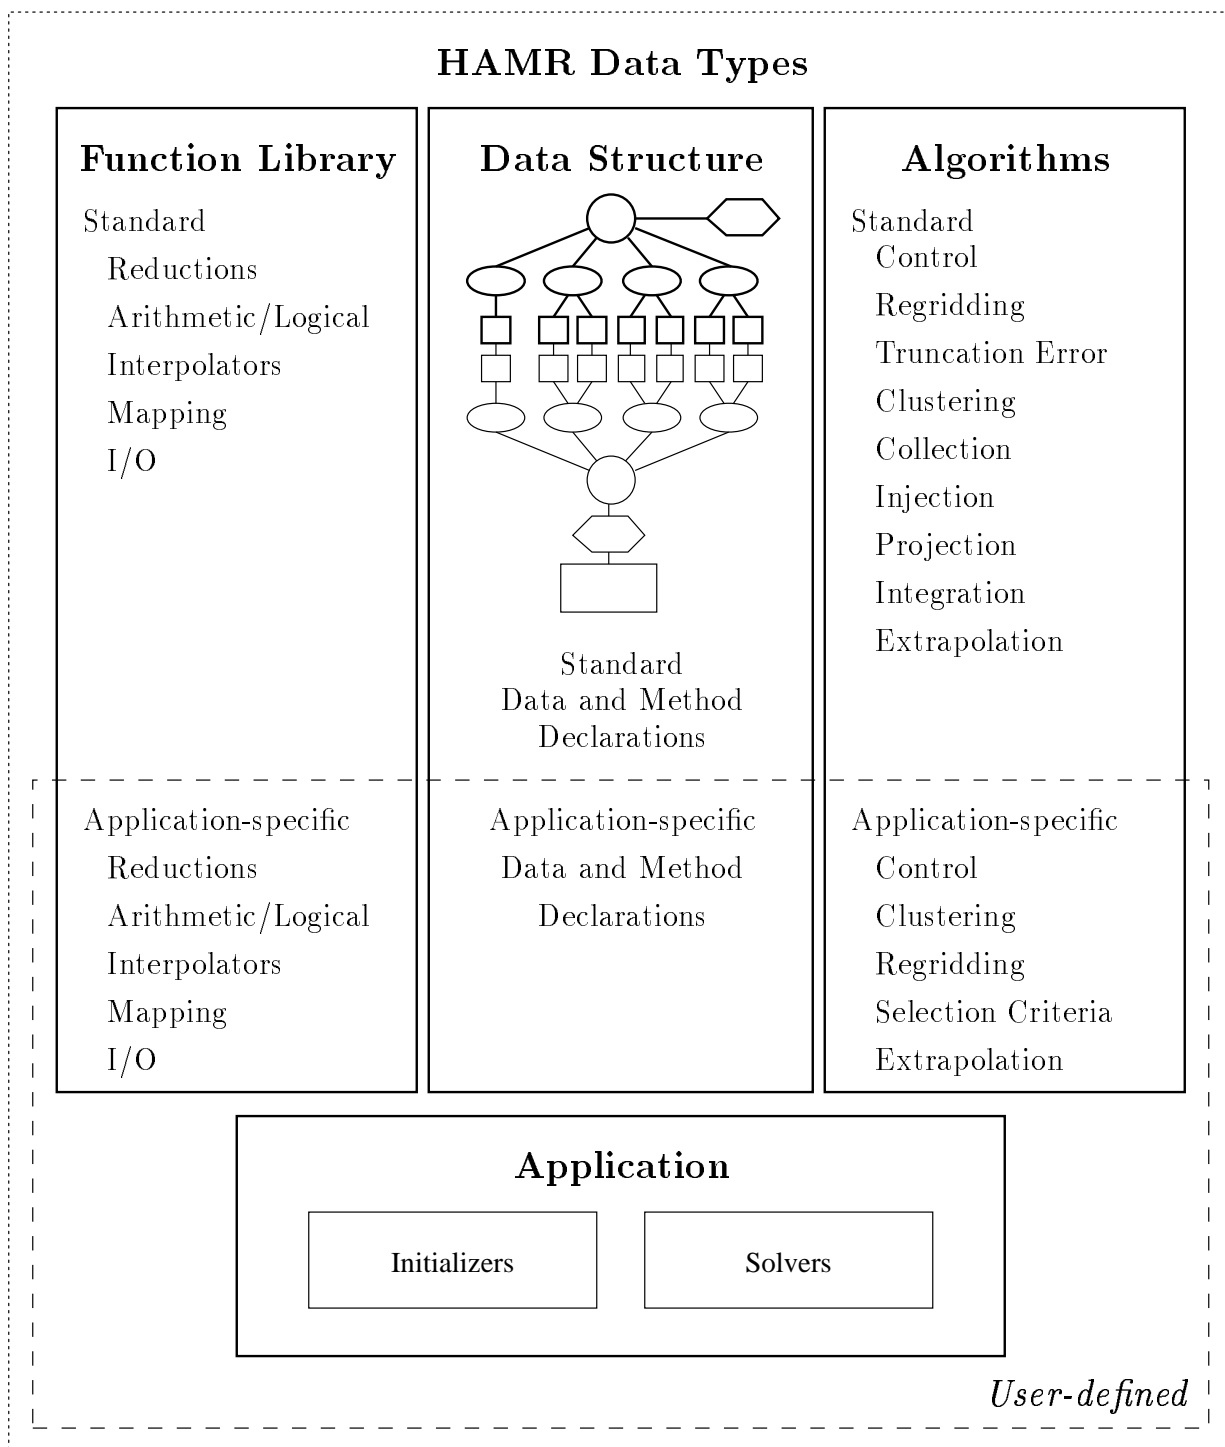 HAMR Data Types
Function Library
Standard
Reductions
Arithmetic/Logical
Interpolators
Mapping
I/O
Application-specific
Reductions
Arithmetic/Logical
Interpolators
Mapping
I/O
Data Structure
Standard
Data and Method
Declarations
Application-specific
Data and Method
Declarations
Algorithms
Standard
Control
Regridding
Truncation Error
Clustering
Collection
Injection
Projection
Integration
Extrapolation
Application-specific
Control
Clustering
Regridding
Selection Criteria
Extrapolation
Application
Initializers
Solvers
User-defined